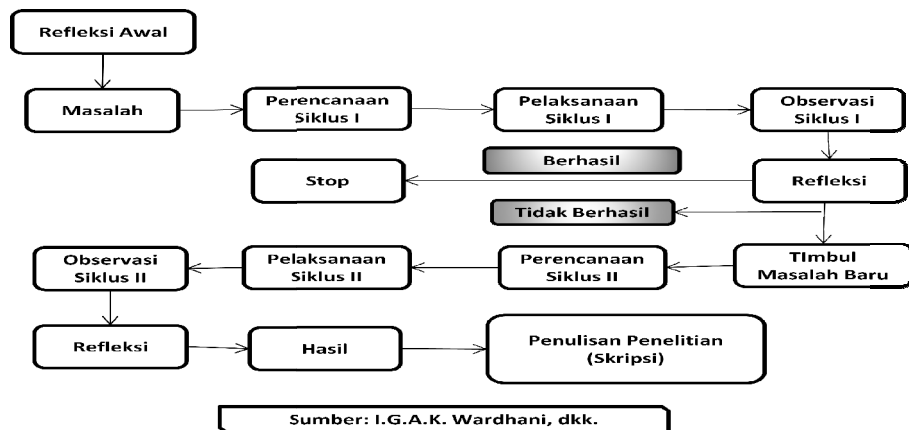 Refleksi Awal
Masalah
Perencanaan
Siklus I
Pelaksanaan
Siklus I
Observasi
Siklus I
Berhasil
Stop
Refleksi
Tidak Berhasil
TImbul
Masalah Baru
Perencanaan
Siklus II
Pelaksanaan
Siklus II
Observasi
Siklus II
Refleksi
Hasil
Penulisan Penelitian
(Skripsi)
Sumber: I.G.A.K. Wardhani, dkk.